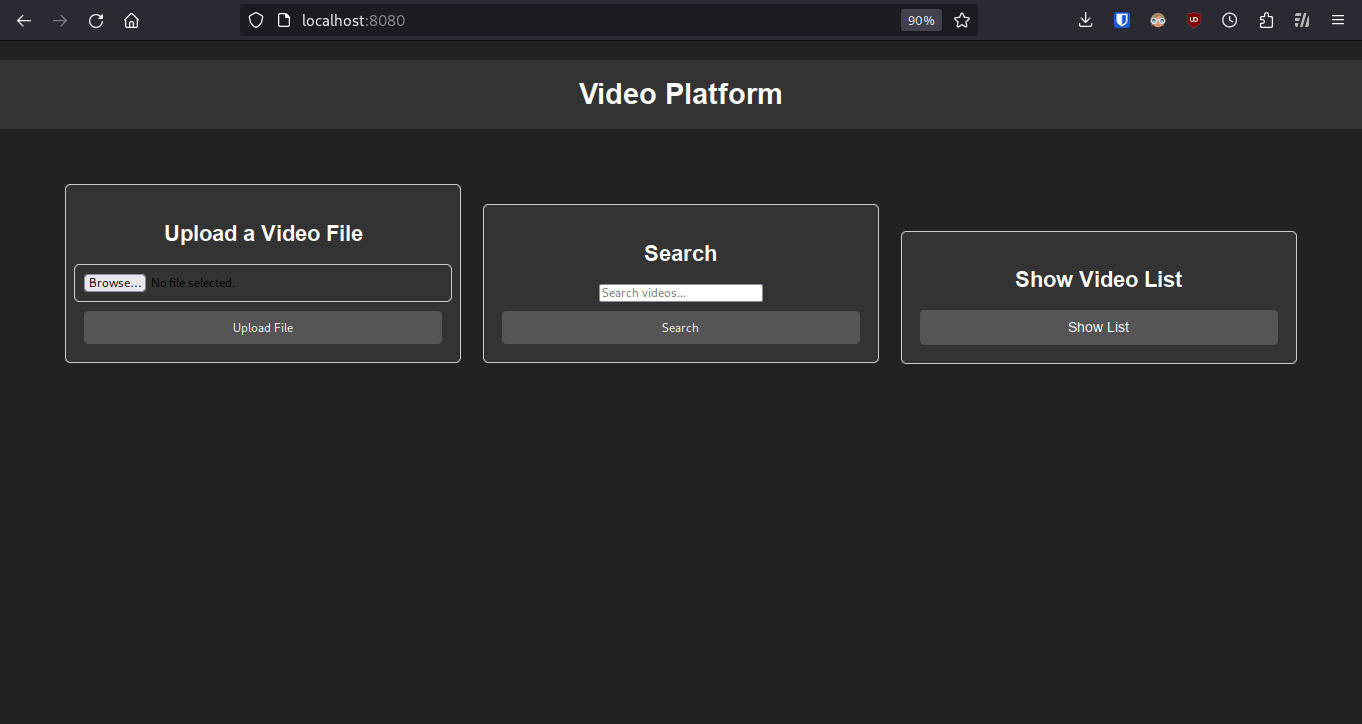 localhost:8080
90%
Video Platform
Upload a Video File
Browse...
No file selected.
Upload File
Search
Search videos...
Search
Show Video List
Show List